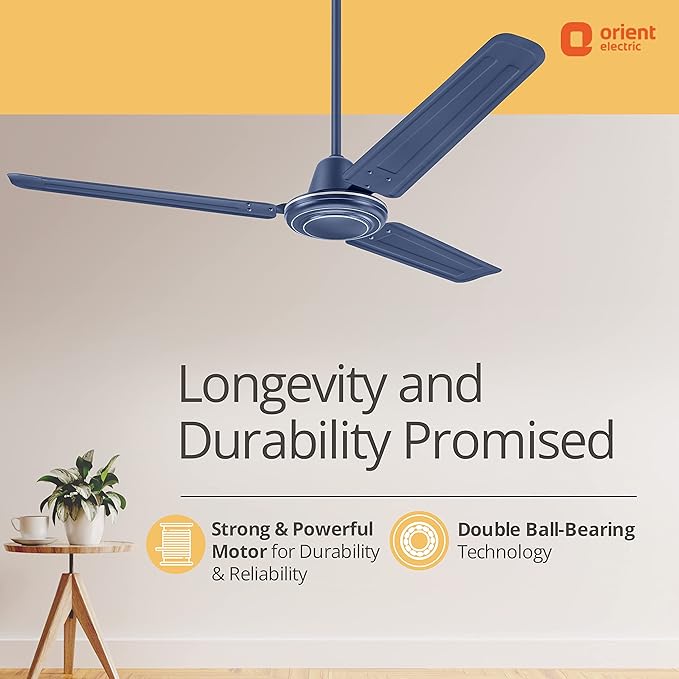 orient
electric
Longevity and
Durability Promised
Strong & Powerful
Motor for Durability
& Reliability
Double Ball-Bearing
Technology